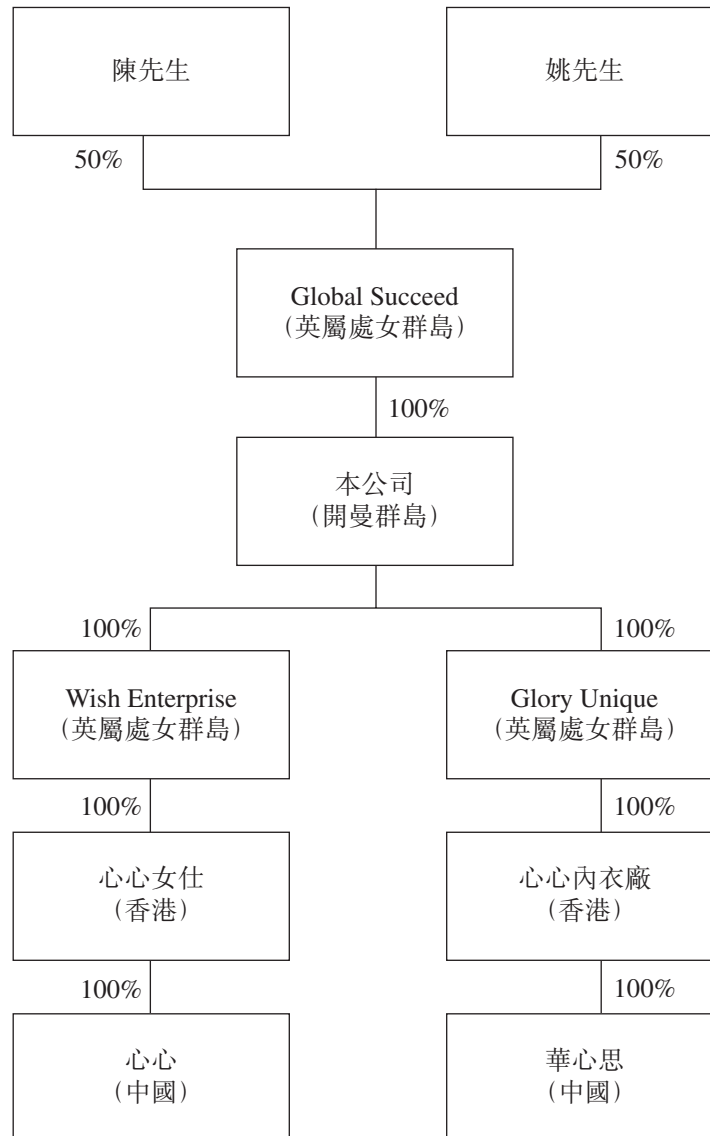 陳先生
姚先生
50%
50%
Global Succeed
（英屬處女群島）
100%
本公司
（開曼群島）
100%
100%
Wish Enterprise
（英屬處女群島）
Glory Unique
（英屬處女群島）
100%
100%
心心女仕
（香港）
心心內衣廠
（香港）
100%
100%
心心
（中國）
華心思
（中國）